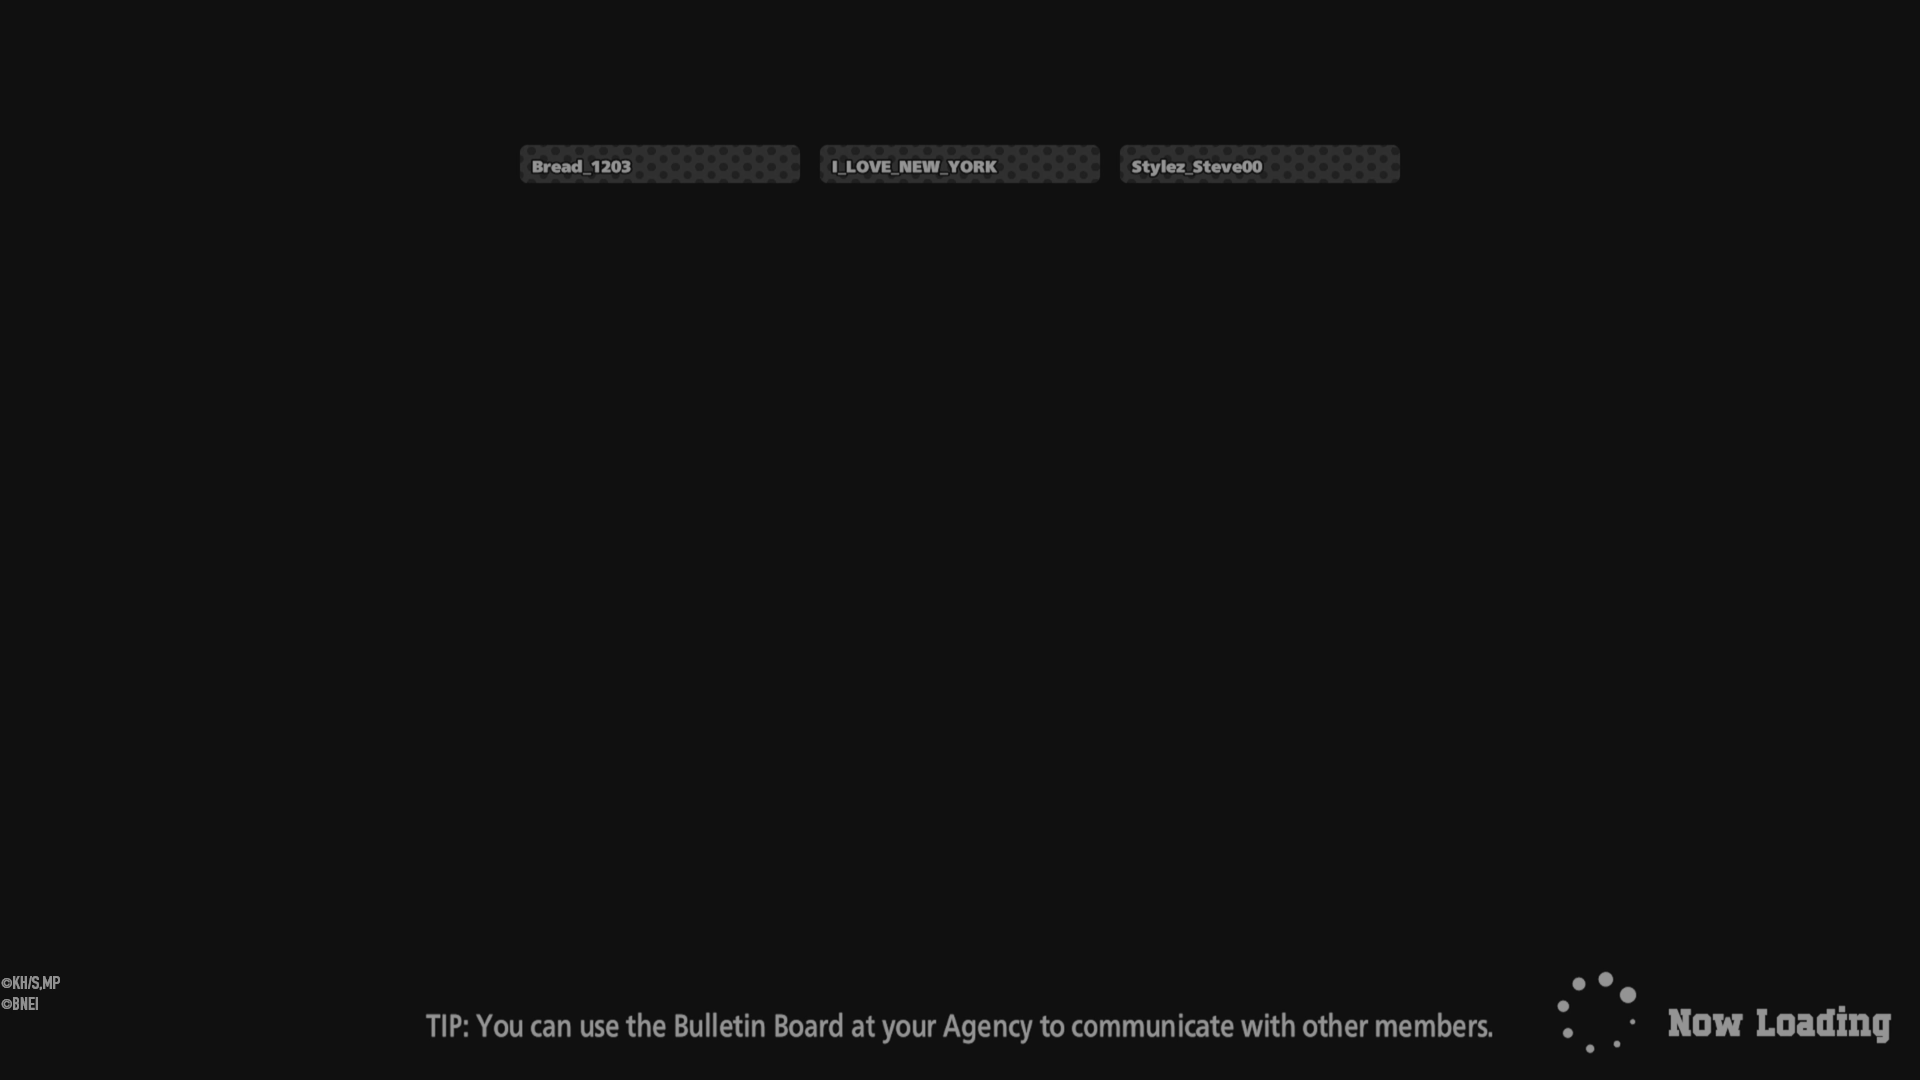 Bread_1203
I_LOVE_NEW_YORK
Stylez_Steve00
©KH/S,MP
©BNEI
TIP: You can use the Bulletin Board at your Agency to communicate with other members.
Now Loading